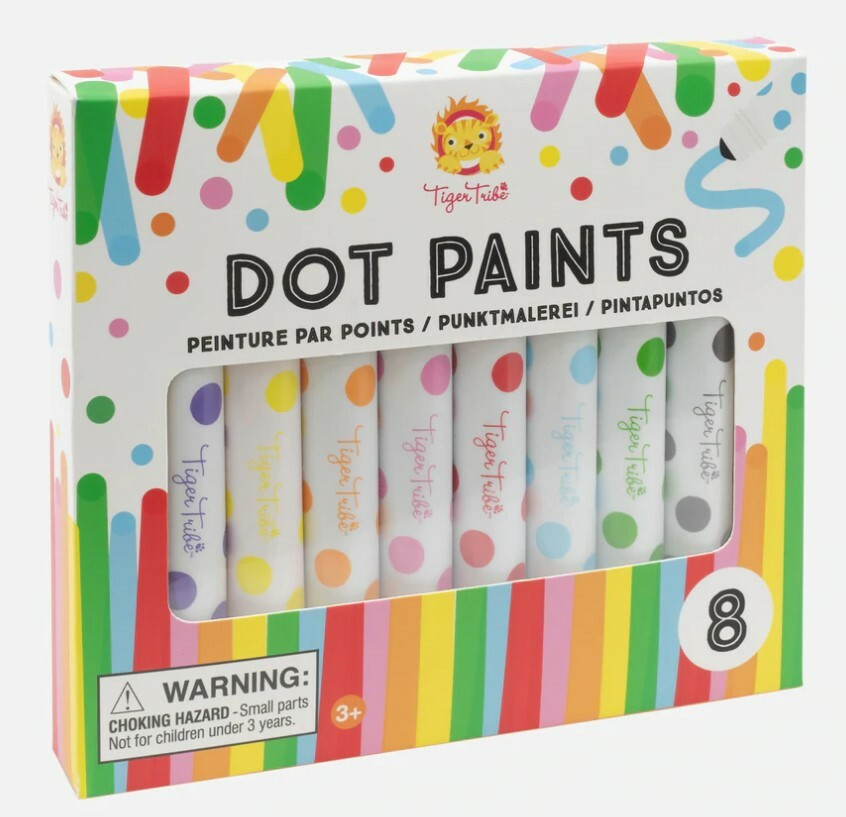 Tiger Tribe
Tiger Tribe
DOT PAINTS
PEINTURE PAR POINTS / PUNKTMALEREI / PINTAPUNTOS
Tiger Tribe
Tiger Tribe
Tiger Tribe
Tiger Tribe
Tiger Tribe
Tiger Tribe
Tiger Tribe
Tiger Tribe
8
WARNING:
CHOKING HAZARD - Small parts
Not for children under 3 years.
3+